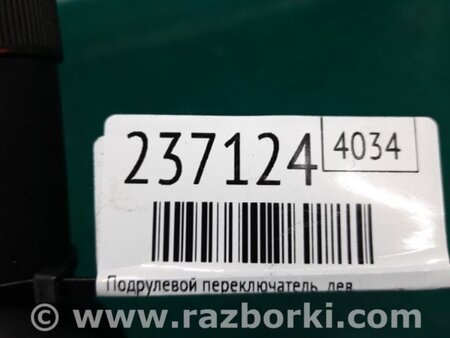 237124
4034
Подрулевой переключатель лев
© www.razborki.com